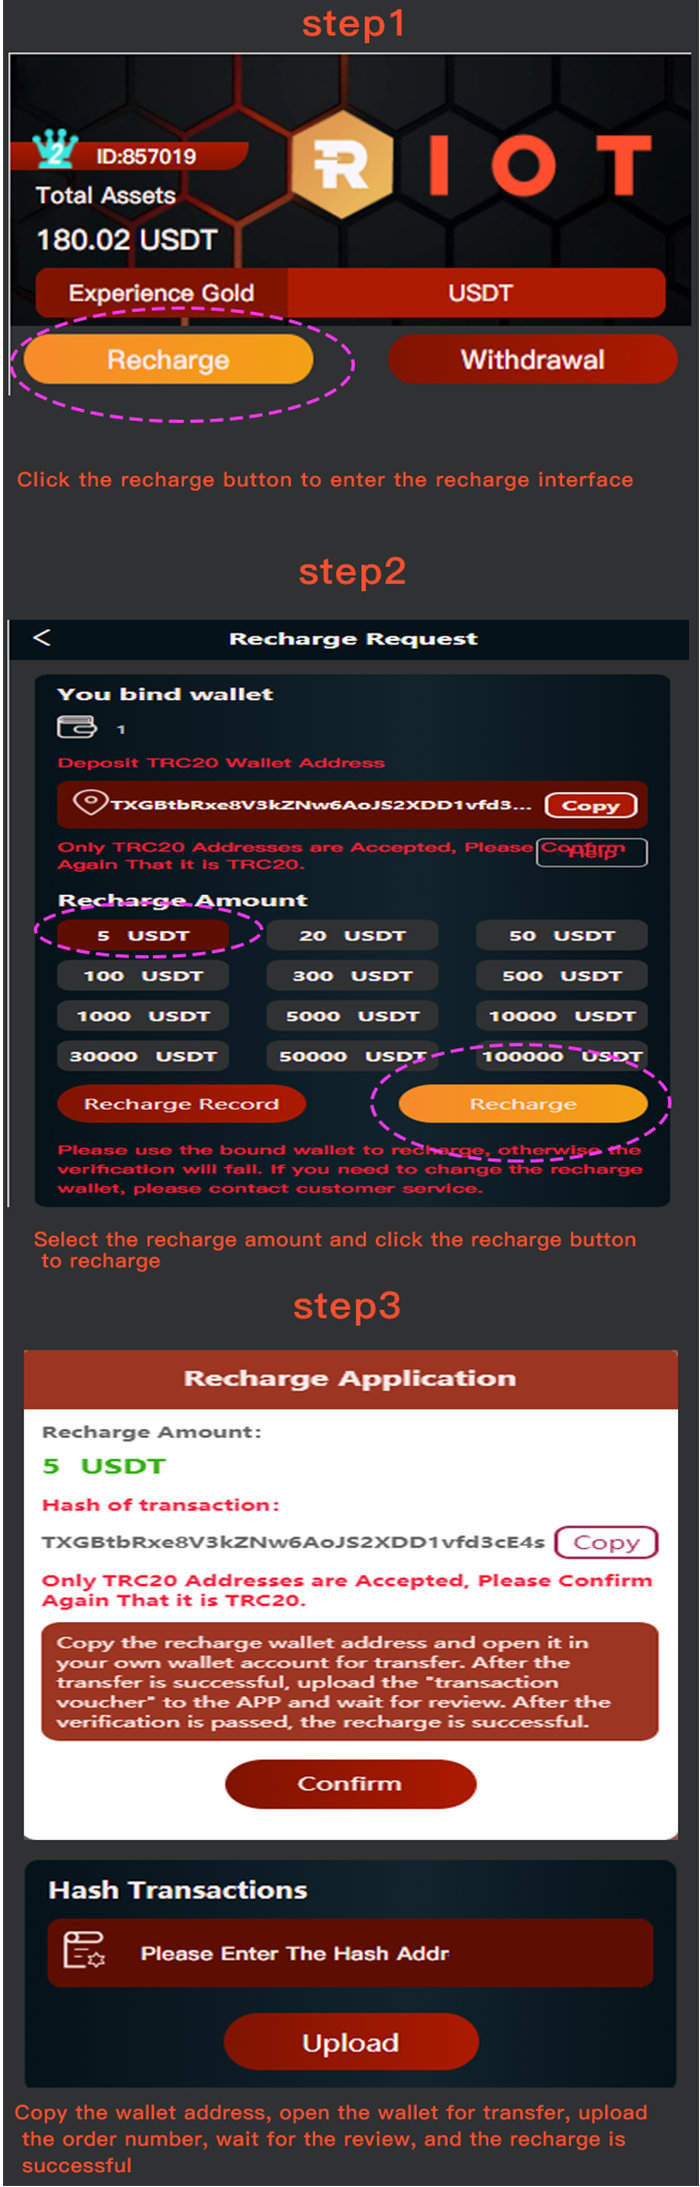 step1
2 ID:857019
RIOT
Total Assets
180.02 USDT
Experience Gold USDT
Recharge Withdrawal
Click the recharge button to enter the recharge interface
step2
< Recharge Request
You bind wallet
1
Deposit TRC20 Wallet Address
TXGBtbRxe8V3kZNw6AoJS2XDD1vfd3... Copy
Only TRC20 Addresses are Accepted, Please Confirm
Help
Again That it is TRC20.
Recharge Amount
5 USDT 20 USDT 50 USDT
100 USDT 300 USDT 500 USDT
1000 USDT 5000 USDT 10000 USDT
30000 USDT 50000 USDT 100000 USDT
Recharge Record Recharge
Please use the bound wallet to recharge, otherwise the
verification will fail. If you need to change the recharge
wallet, please contact customer service.
Select the recharge amount and click the recharge button
to recharge
step3
Recharge Application
Recharge Amount:
5 USDT
Hash of transaction:
TXGBtbRxe8V3kZNw6AoJS2XDD1vfd3cE4s Copy
Only TRC20 Addresses are Accepted, Please Confirm
Again That it is TRC20.
Copy the recharge wallet address and open it in
your own wallet account for transfer. After the
transfer is successful, upload the "transaction
voucher" to the APP and wait for review. After the
verification is passed, the recharge is successful.
Confirm
Hash Transactions
Please Enter The Hash Addr
Upload
Copy the wallet address, open the wallet for transfer, upload
the order number, wait for the review, and the recharge is
successful